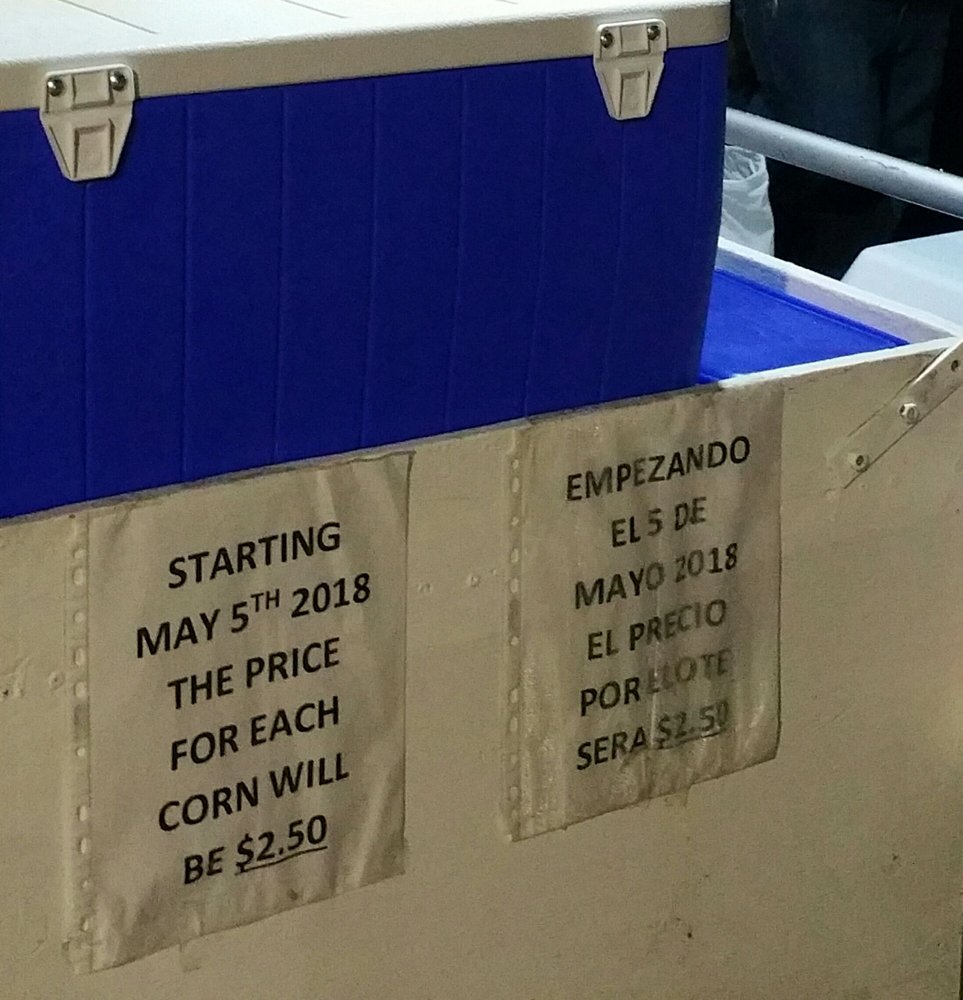 STARTING
MAY 5TH 2018
THE PRICE
FOR EACH
CORN WILL
BE $2.50
EMPEZANDO
EL 5 DE
MAYO 2018
EL PRECIO
POR ELOTE
SERA $2.50